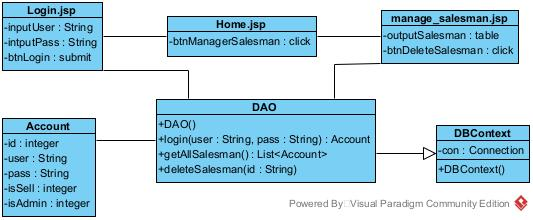 Login.jsp
-inputUser : String
-intputPass : String
-btnLogin : submit
Home.jsp
-btnManagerSalesman : click
manage_salesman.jsp
-outputSalesman : table
-btnDeleteSalesman : click
DAO
+DAO()
+login(user : String, pass : String) : Account
+getAllSalesman() : List<Account>
+deleteSalesman(id : String)
Account
-id : integer
-user : String
-pass : String
-isSell : integer
-isAdmin : integer
DBContext
-con : Connection
+DBContext()
Powered By Visual Paradigm Community Edition